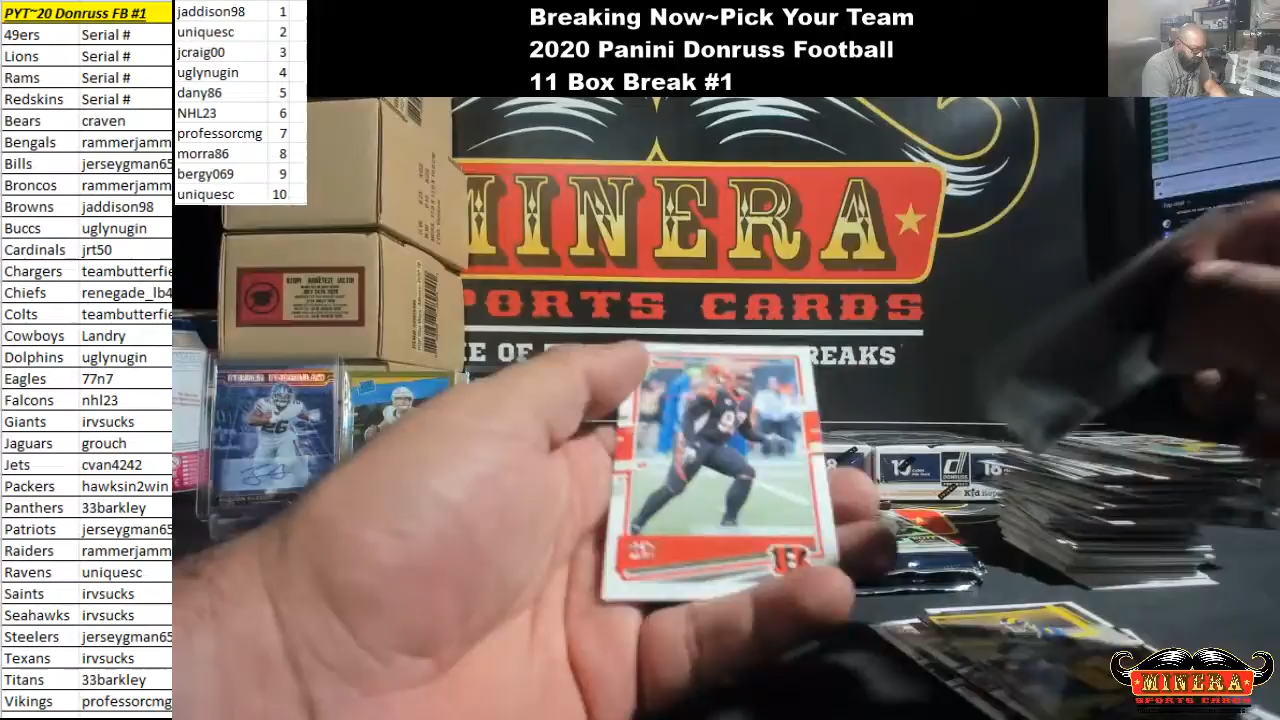 PYT~20 Donruss FB #1
49ers Serial #
Lions Serial #
Rams Serial #
Redskins Serial #
Bears craven
Bengals rammerjamm
Bills jerseygman65
Broncos rammerjamm
Browns jaddison98
Buccs uglynugin
Cardinals jrt50
Chargers teambutterfie
Chiefs renegade_lb4
Colts teambutterfie
Cowboys Landry
Dolphins uglynugin
Eagles 77n7
Falcons nhl23
Giants irvsucks
Jaguars grouch
Jets cvan4242
Packers hawksin2win
Panthers 33barkley
Patriots jerseygman65
Raiders rammerjamm
Ravens uniquesc
Saints irvsucks
Seahawks irvsucks
Steelers jerseygman65
Texans irvsucks
Titans 33barkley
Vikings professorcmg
jaddison98 1
uniquesc 2
jcraig00 3
uglynugin 4
dany86 5
NHL23 6
professorcmg 7
morra86 8
bergy069 9
uniquesc 10
Breaking Now~Pick Your Team
2020 Panini Donruss Football
11 Box Break #1
MINERA
PORTS CARDS
E OF REAKS
MINERA
SPORTS CARDS